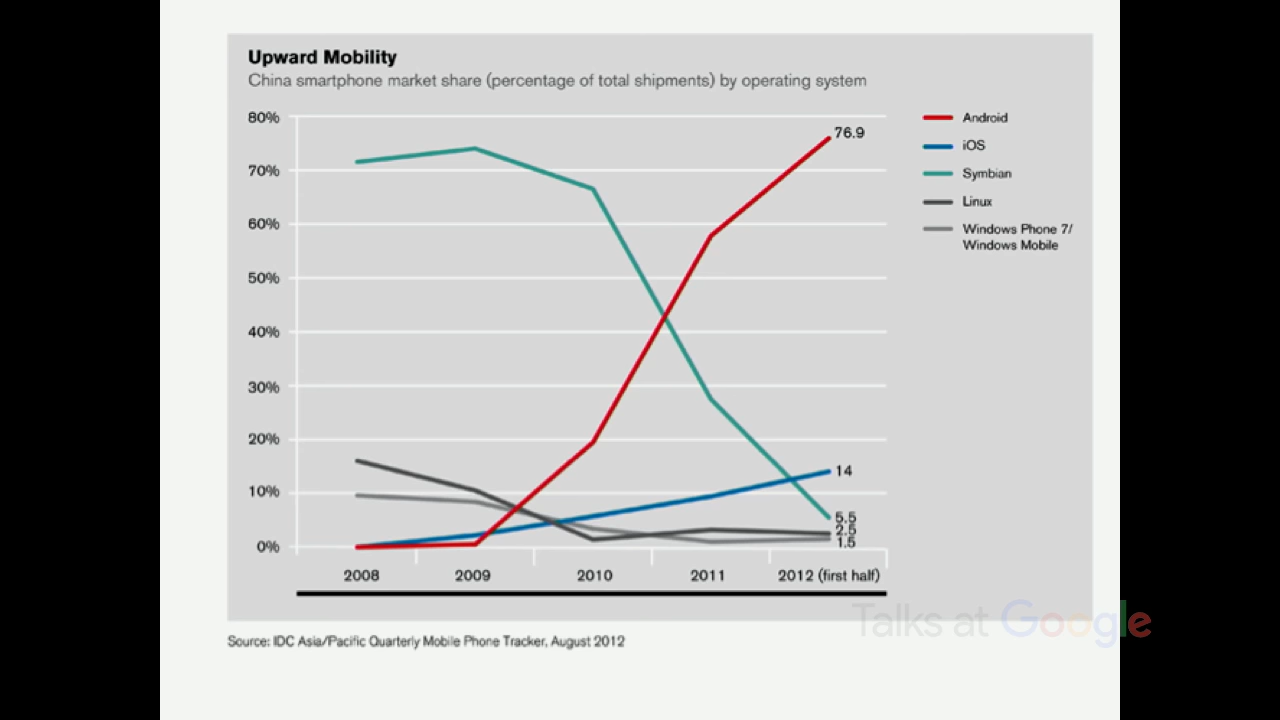 Upward Mobility
China smartphone market share (percentage of total shipments) by operating system
80%
70%
60%
50%
40%
30%
20%
10%
0%
76.9
14
5.5
2.5
1.5
2008
2009
2010
2011
2012 (first half)
Android
iOS
Symbian
Linux
Windows Phone 7/
Windows Mobile
Talks at Google
Source: IDC Asia/Pacific Quarterly Mobile Phone Tracker, August 2012